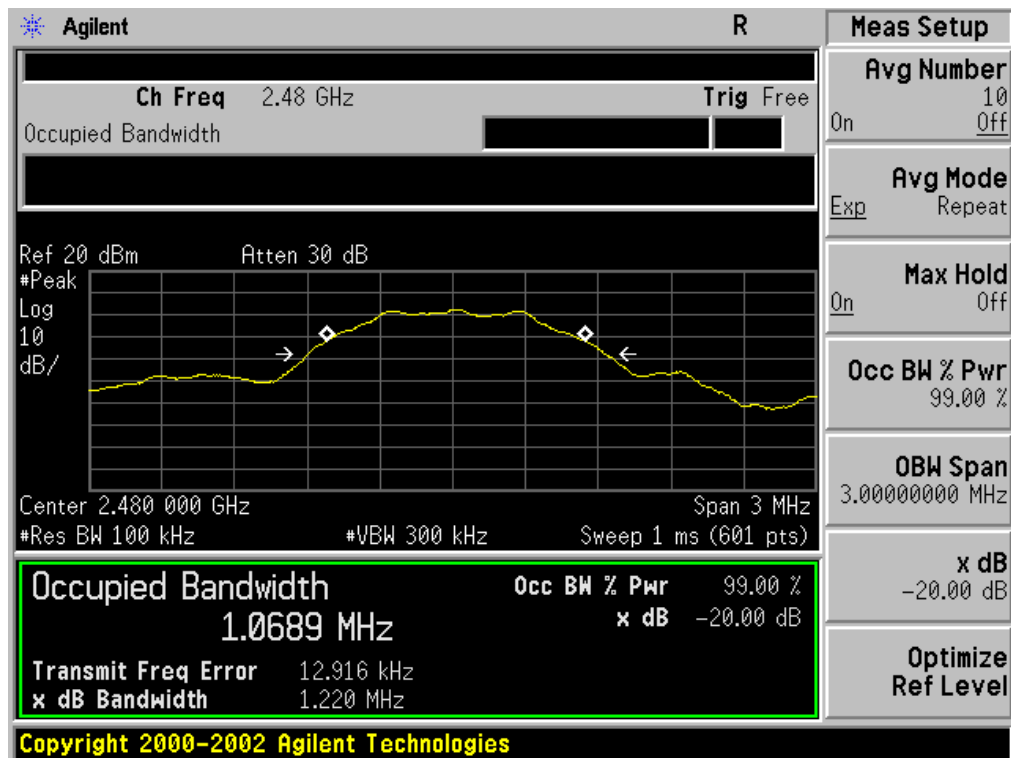 Agilent R
Ch Freq 2.48 GHz Trig Free
Occupied Bandwidth
Ref 20 dBm Atten 30 dB
#Peak
Log
10
dB/
Center 2.480 000 GHz Span 3 MHz
#Res BW 100 kHz #VBW 300 kHz Sweep 1 ms (601 pts)
Occupied Bandwidth Occ BW % Pwr 99.00 %
1.0689 MHz x dB -20.00 dB
Transmit Freq Error 12.916 kHz
x dB Bandwidth 1.220 MHz
Copyright 2000-2002 Agilent Technologies
Meas Setup
Avg Number
10
On Off
Avg Mode
Exp Repeat
Max Hold
On Off
Occ BW % Pwr
99.00 %
OBW Span
3.00000000 MHz
x dB
-20.00 dB
Optimize
Ref Level